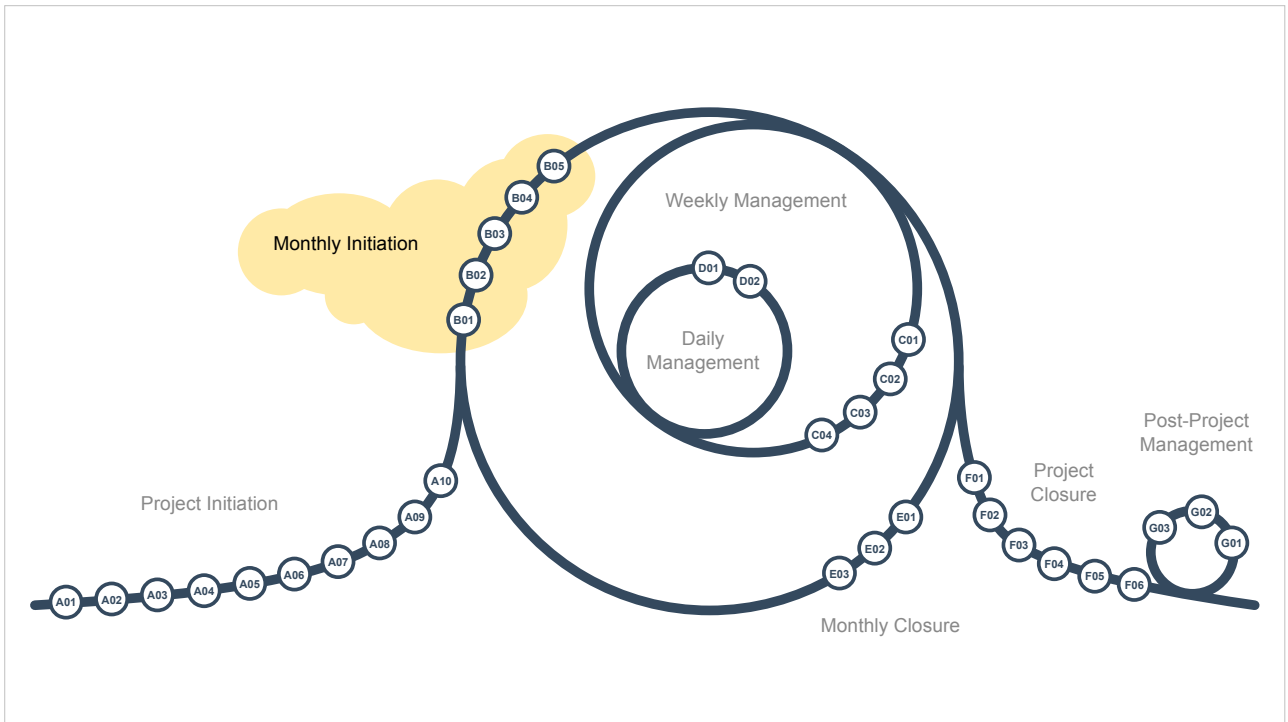 Monthly Initiation
B01
B02
B03
B04
B05
Weekly Management
D01
D02
Daily
Management
C01
C02
C03
C04
Project Initiation
A01
A02
A03
A04
A05
A06
A07
A08
A09
A10
E01
E02
E03
Monthly Closure
F01
F02
F03
F04
F05
F06
Project
Closure
Post-Project
Management
G01
G02
G03